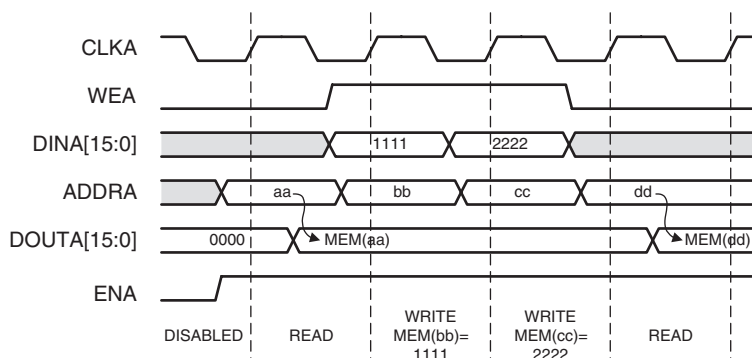 CLKA
WEA
DINA[15:0] 1111 2222
ADDRA aa bb cc dd
DOUTA[15:0] 0000 MEM(aa) MEM(dd)
ENA
DISABLED READ WRITE MEM(bb)= 1111 WRITE MEM(cc)= 2222 READ